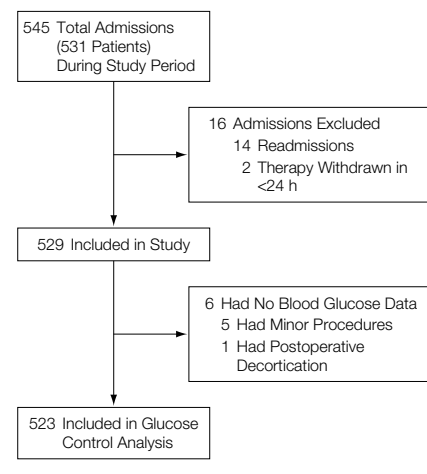 545 Total Admissions
(531 Patients)
During Study Period
16 Admissions Excluded
14 Readmissions
2 Therapy Withdrawn in
<24 h
529 Included in Study
6 Had No Blood Glucose Data
5 Had Minor Procedures
1 Had Postoperative
Decortication
523 Included in Glucose
Control Analysis